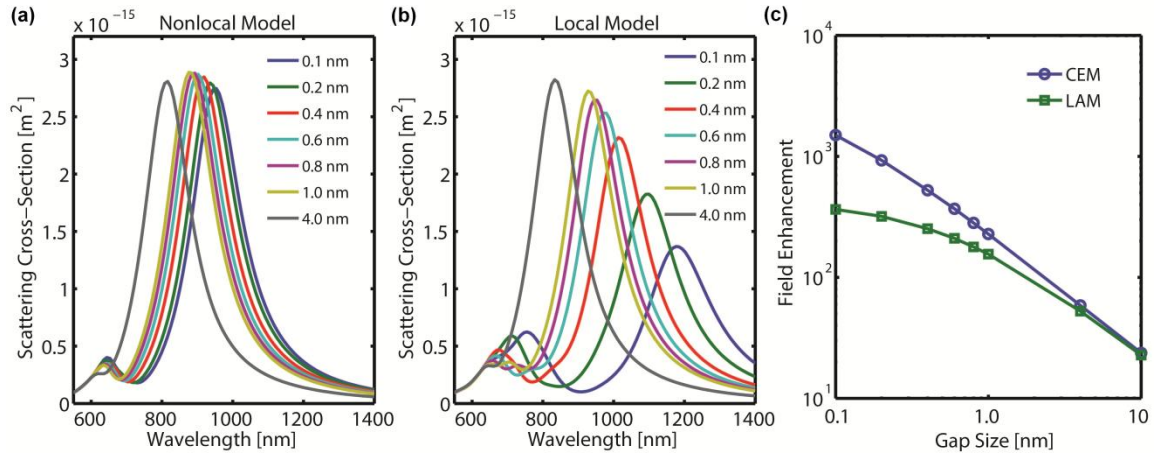 (a)
× 10 −15
Nonlocal Model
Scattering Cross−Section [m2]
3
2.5
2
1.5
1
0.5
0
0.1 nm
0.2 nm
0.4 nm
0.6 nm
0.8 nm
1.0 nm
4.0 nm
600 800 1000 1200 1400
Wavelength [nm]
(b)
× 10 −15
Local Model
Scattering Cross−Section [m2]
3
2.5
2
1.5
1
0.5
0
0.1 nm
0.2 nm
0.4 nm
0.6 nm
0.8 nm
1.0 nm
4.0 nm
600 800 1000 1200 1400
Wavelength [nm]
(c)
Field Enhancement
10 4
10 3
10 2
10 1
CEM
LAM
0.1 1.0 10
Gap Size [nm]